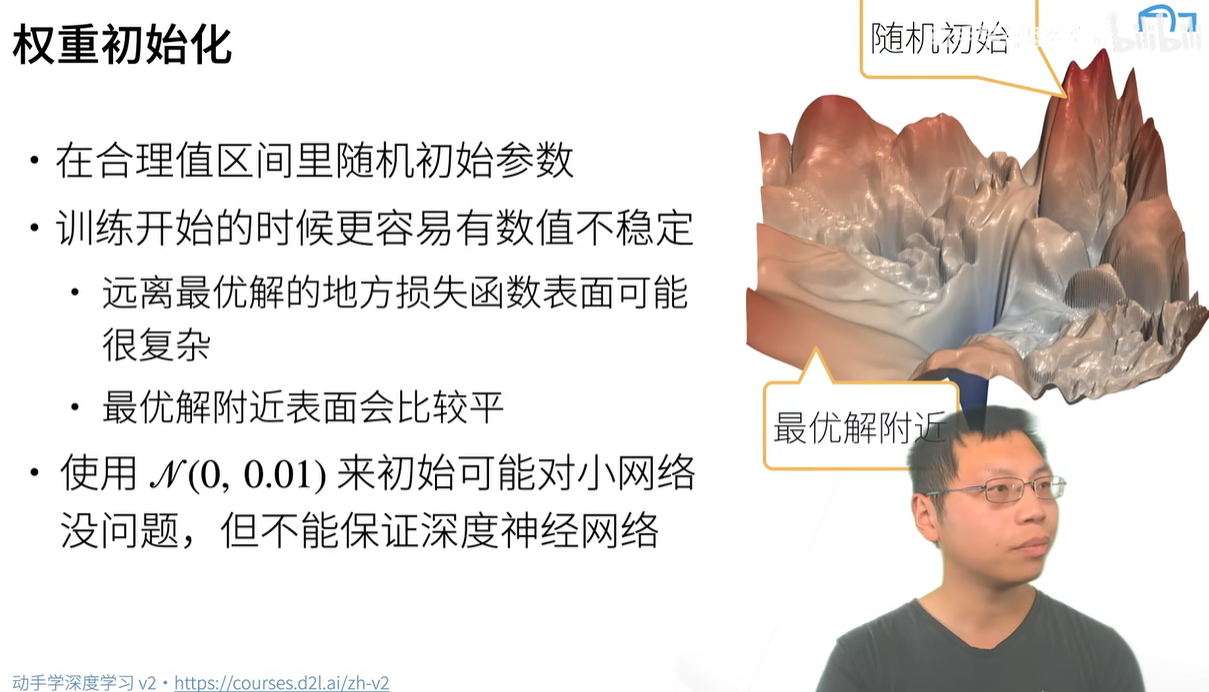 权重初始化
随机初始
bilibili
• 在合理值区间里随机初始参数
• 训练开始的时候更容易有数值不稳定
• 远离最优解的地方损失函数表面可能
很复杂
• 最优解附近表面会比较平
最优解附近
• 使用 𝒩(0, 0.01) 来初始可能对小网络
没问题，但不能保证深度神经网络
动手学深度学习 v2 • https://courses.d2l.ai/zh-v2